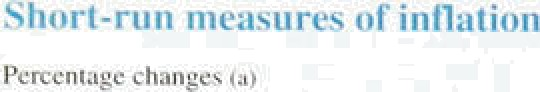 Short-run measures of inflation
Percentage changes (a)